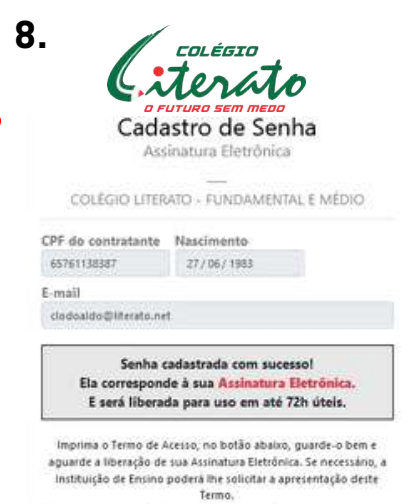 8.
COLÉGIO
Literato
O FUTURO SEM MEDO
Cadastro de Senha
Assinatura Eletrônica
COLÉGIO LITERATO - FUNDAMENTAL E MÉDIO
CPF do contratante Nascimento
65761138387 27/06/1983
E-mail
clodoaldo@literato.net
Senha cadastrada com sucesso!
Ela corresponde à sua Assinatura Eletrônica.
E será liberada para uso em até 72h úteis.
Imprima o Termo de Acesso, no botão abaixo, guarde-o bem e
aguarde a liberação de sua Assinatura Eletrônica. Se necessário, a
Instituição de Ensino poderá lhe solicitar a apresentação deste
Termo.